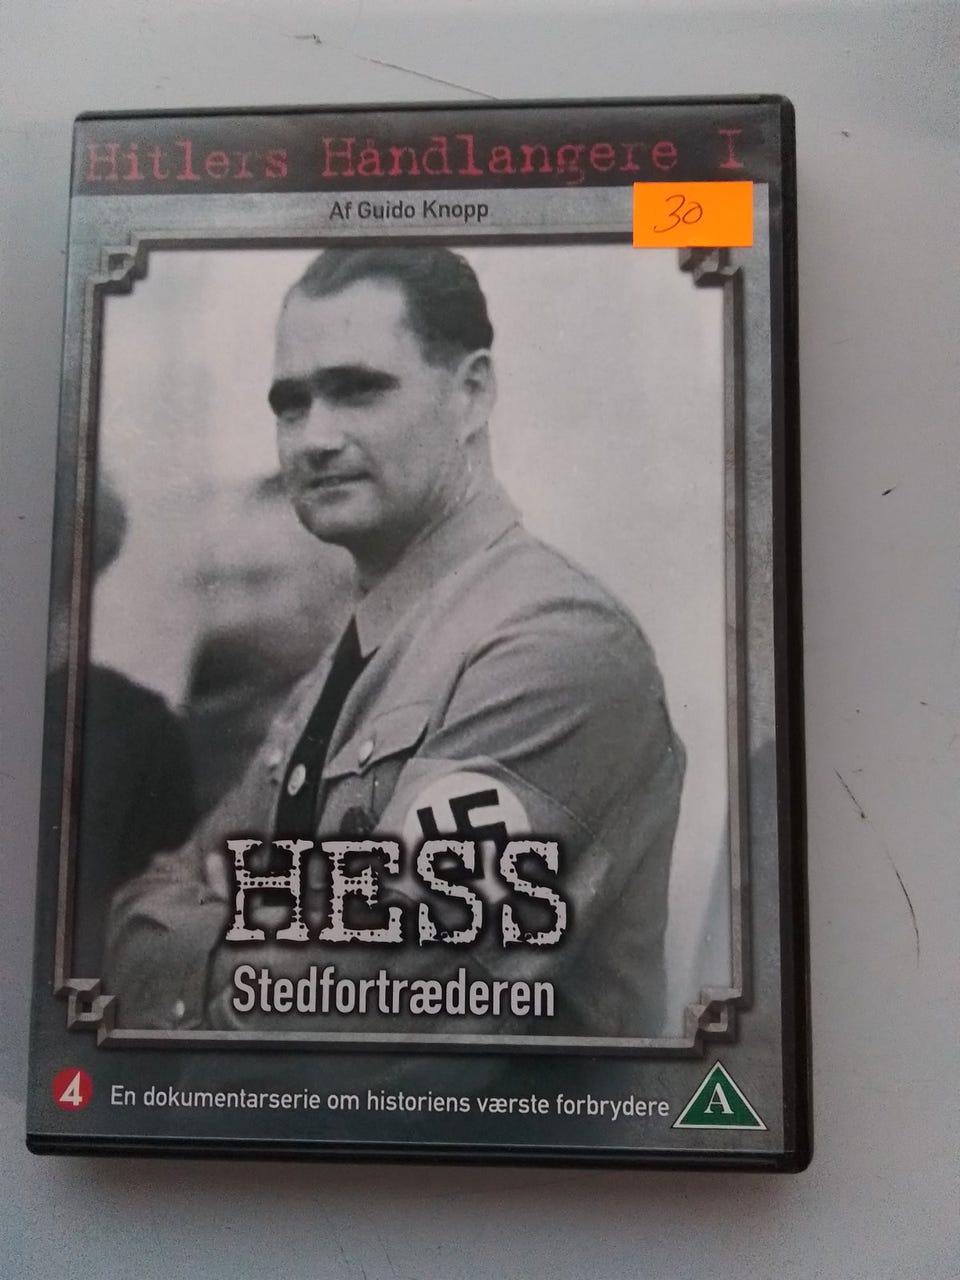 Hitlers Håndlangere I
Af Guido Knopp
30
HESS
Stedfortræderen
4
En dokumentarserie om historiens værste forbrydere
A